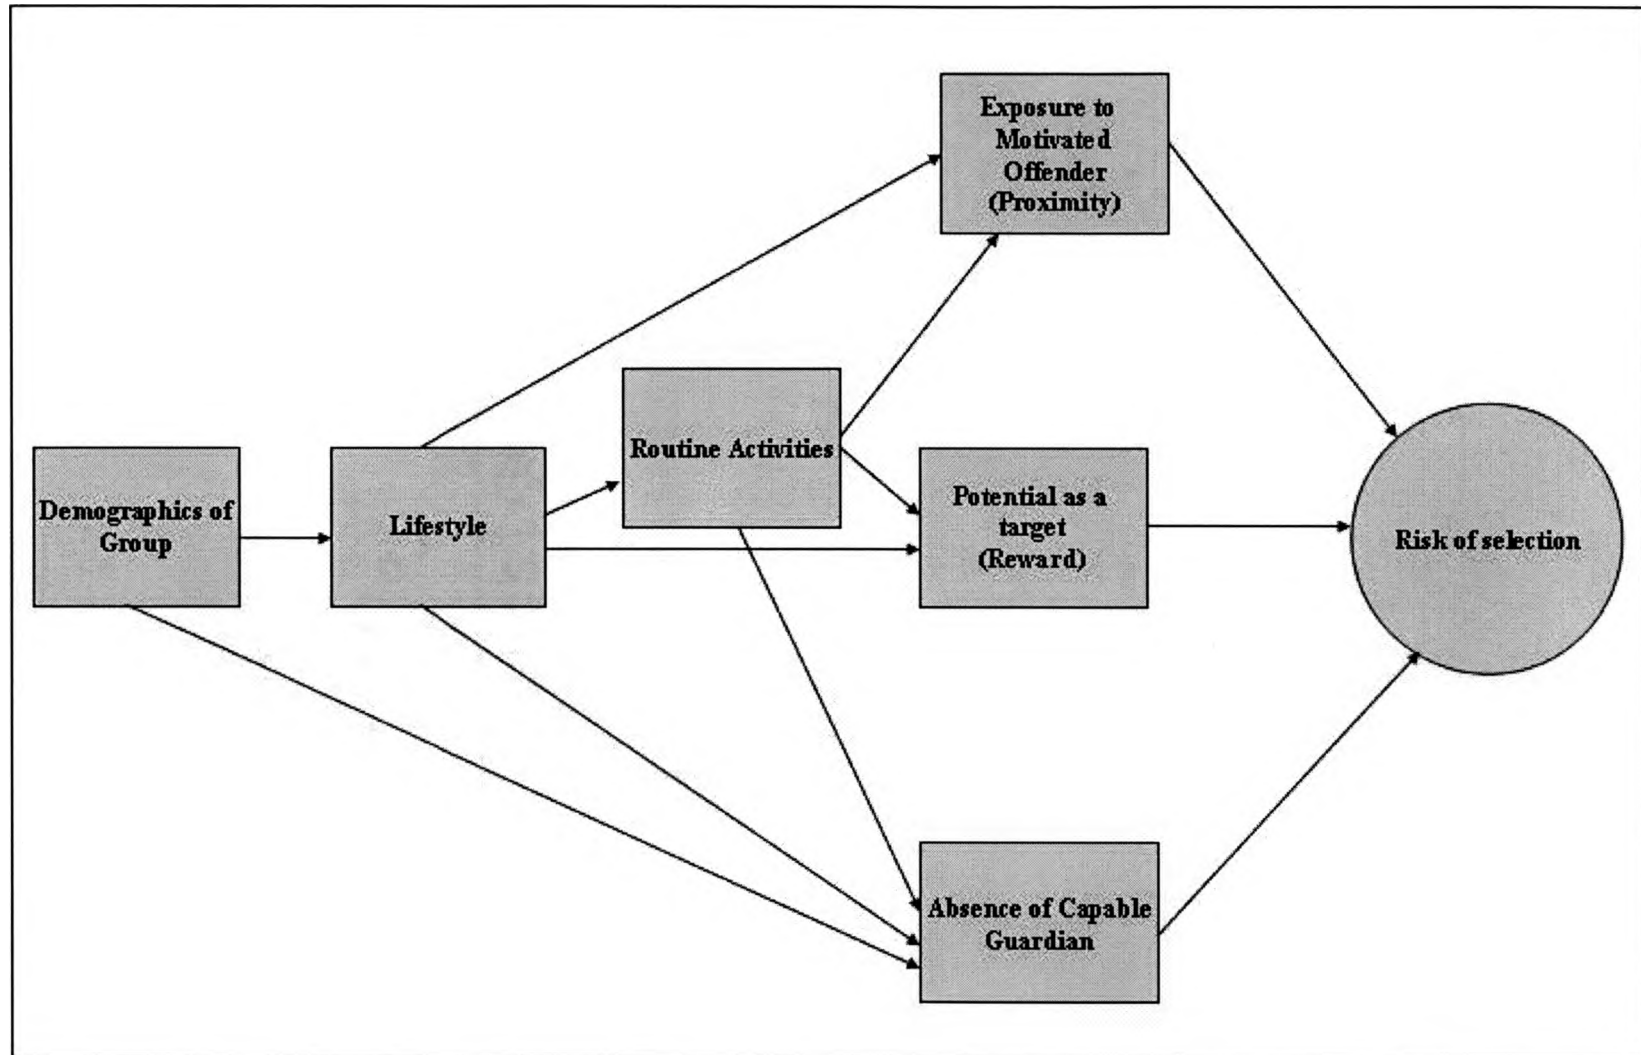 Exposure to
Motivated
Offender
(Proximity)
Routine Activities
Demographics of
Group
Lifestyle
Potential as a
target
(Reward)
Risk of selection
Absence of Capable
Guardian